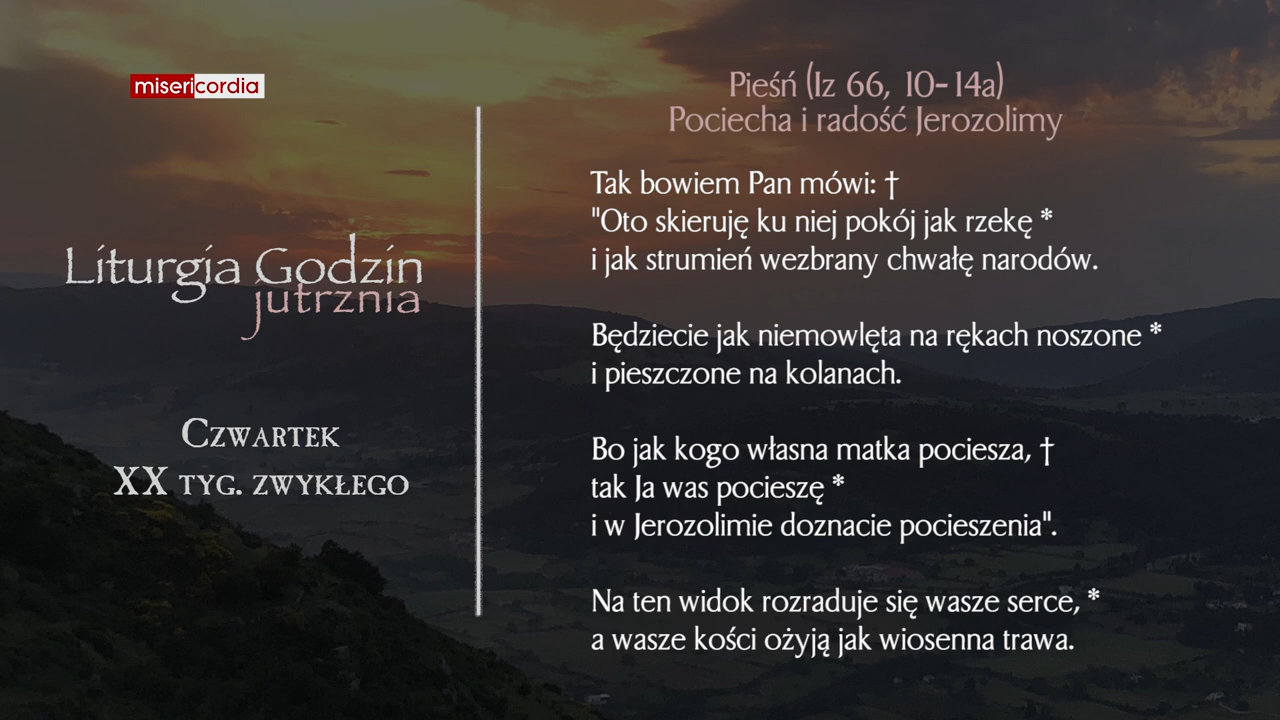 misericordia
Liturgia Godzin
jutrznia
Czwartek
XX tyg. zwykłego
Pieśń (Iz 66, 10-14a)
Pociecha i radość Jerozolimy
Tak bowiem Pan mówi: †
"Oto skieruję ku niej pokój jak rzekę *
i jak strumień wezbrany chwałę narodów.
Będziecie jak niemowlęta na rękach noszone *
i pieszczone na kolanach.
Bo jak kogo własna matka pociesza, †
tak Ja was pocieszę *
i w Jerozolimie doznacie pocieszenia".
Na ten widok rozraduje się wasze serce, *
a wasze kości ożyją jak wiosenna trawa.